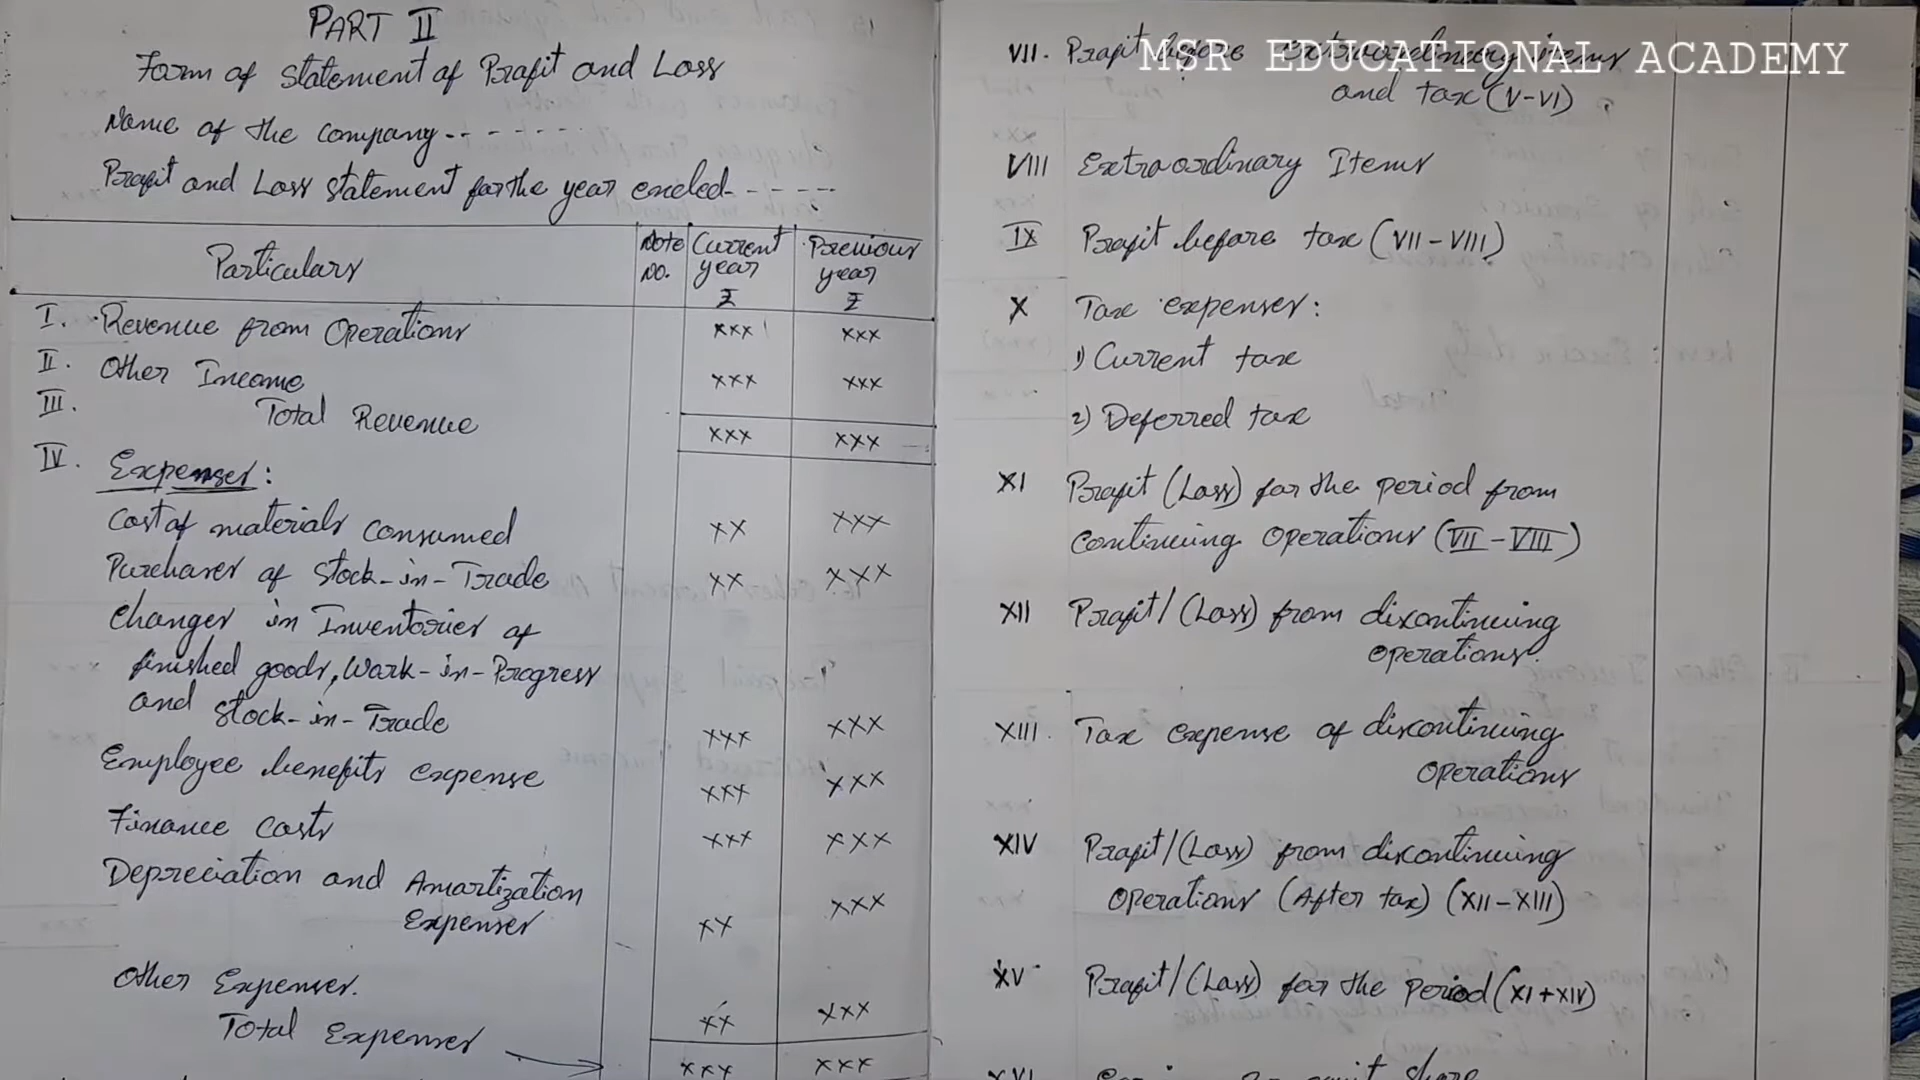 PART II
Form of Statement of Profit and Loss
Name of the Company - - - - - - -
Profit and Loss Statement for the year ended - - - - -
Particulars
Note No.
Current year ₹
Previous year ₹
I. Revenue from Operations xxx xxx
II. Other Income xxx xxx
III. Total Revenue xxx xxx
IV. Expenses:
Cost of materials consumed xx xxx
Purchases of Stock-in-Trade xx xxx
Changes in Inventories of
finished goods, Work-in-Progress
and Stock-in-Trade xxx xxx
Employee benefits expense xxx xxx
Finance Costs xxx xxx
Depreciation and Amortization
Expenses xx xxx
Other Expenses. xx xxx
Total Expenses xxx xxx
MSR EDUCATIONAL ACADEMY
VII. Profit before extraordinary items
and tax (V-VI)
VIII Extraordinary Items
IX Profit before tax (VII-VIII)
X Tax expenses:
1) Current tax
2) Deferred tax
XI Profit (Loss) for the period from
continuing operations (VII-VIII)
XII Profit/(Loss) from discontinuing
operations.
XIII. Tax expense of discontinuing
operations
XIV Profit/(Loss) from discontinuing
operations (After tax) (XII-XIII)
XV Profit/(Loss) for the period (XI+XIV)
XVI share